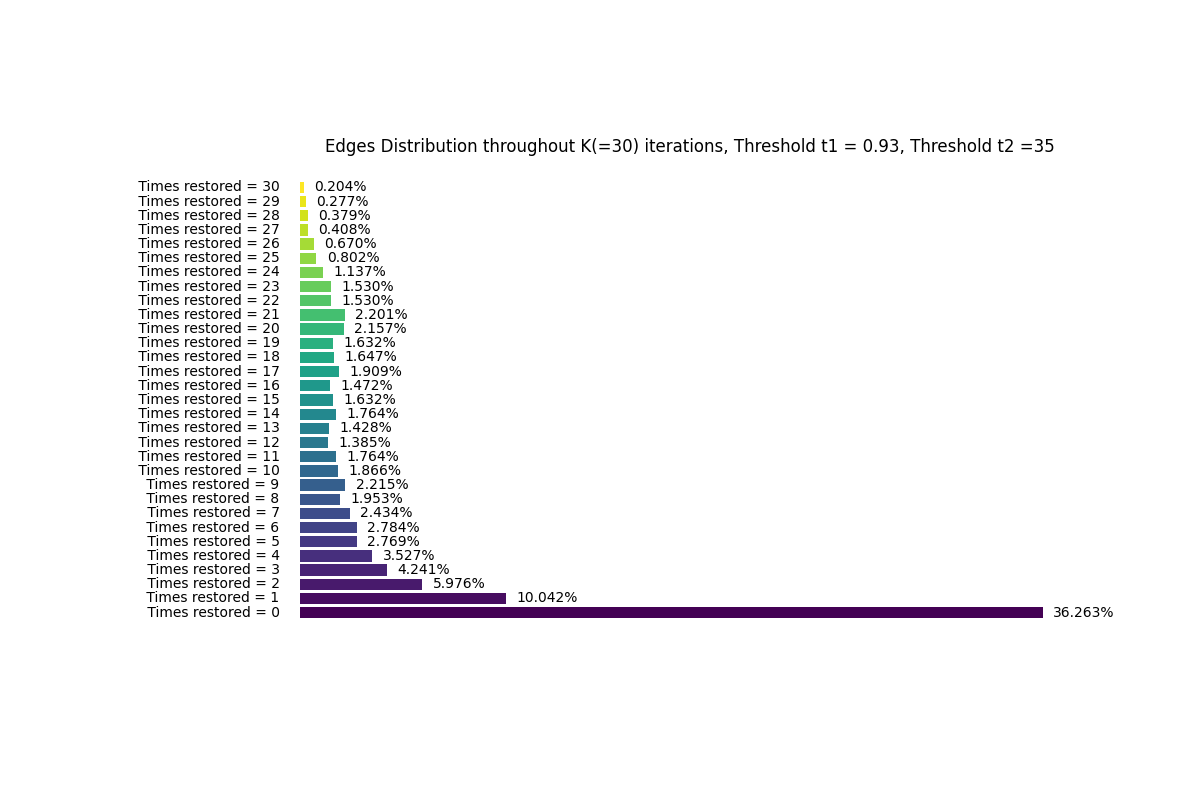 Edges Distribution throughout K(=30) iterations, Threshold t1 = 0.93, Threshold t2 =35
Times restored = 30 0.204%
Times restored = 29 0.277%
Times restored = 28 0.379%
Times restored = 27 0.408%
Times restored = 26 0.670%
Times restored = 25 0.802%
Times restored = 24 1.137%
Times restored = 23 1.530%
Times restored = 22 1.530%
Times restored = 21 2.201%
Times restored = 20 2.157%
Times restored = 19 1.632%
Times restored = 18 1.647%
Times restored = 17 1.909%
Times restored = 16 1.472%
Times restored = 15 1.632%
Times restored = 14 1.764%
Times restored = 13 1.428%
Times restored = 12 1.385%
Times restored = 11 1.764%
Times restored = 10 1.866%
Times restored = 9 2.215%
Times restored = 8 1.953%
Times restored = 7 2.434%
Times restored = 6 2.784%
Times restored = 5 2.769%
Times restored = 4 3.527%
Times restored = 3 4.241%
Times restored = 2 5.976%
Times restored = 1 10.042%
Times restored = 0 36.263%